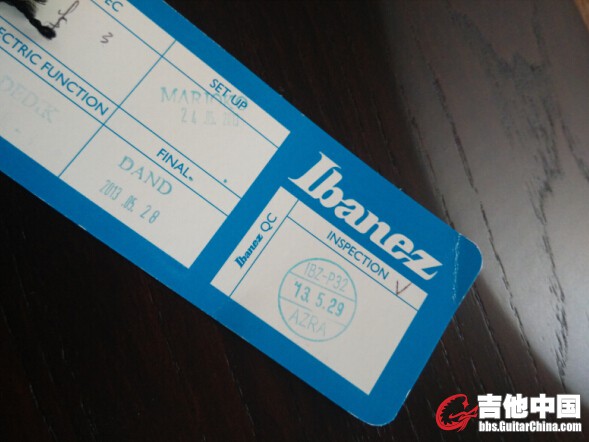 EC
3
SET UP
ECTRIC FUNCTION
DED.K
FINAL.
DAND
2013 05. 28
Ibanez
Ibanez QC
INSPECTION
IBZ-P32
'13.5.29
AZRA
吉他中国
bbs.GuitarChina.com